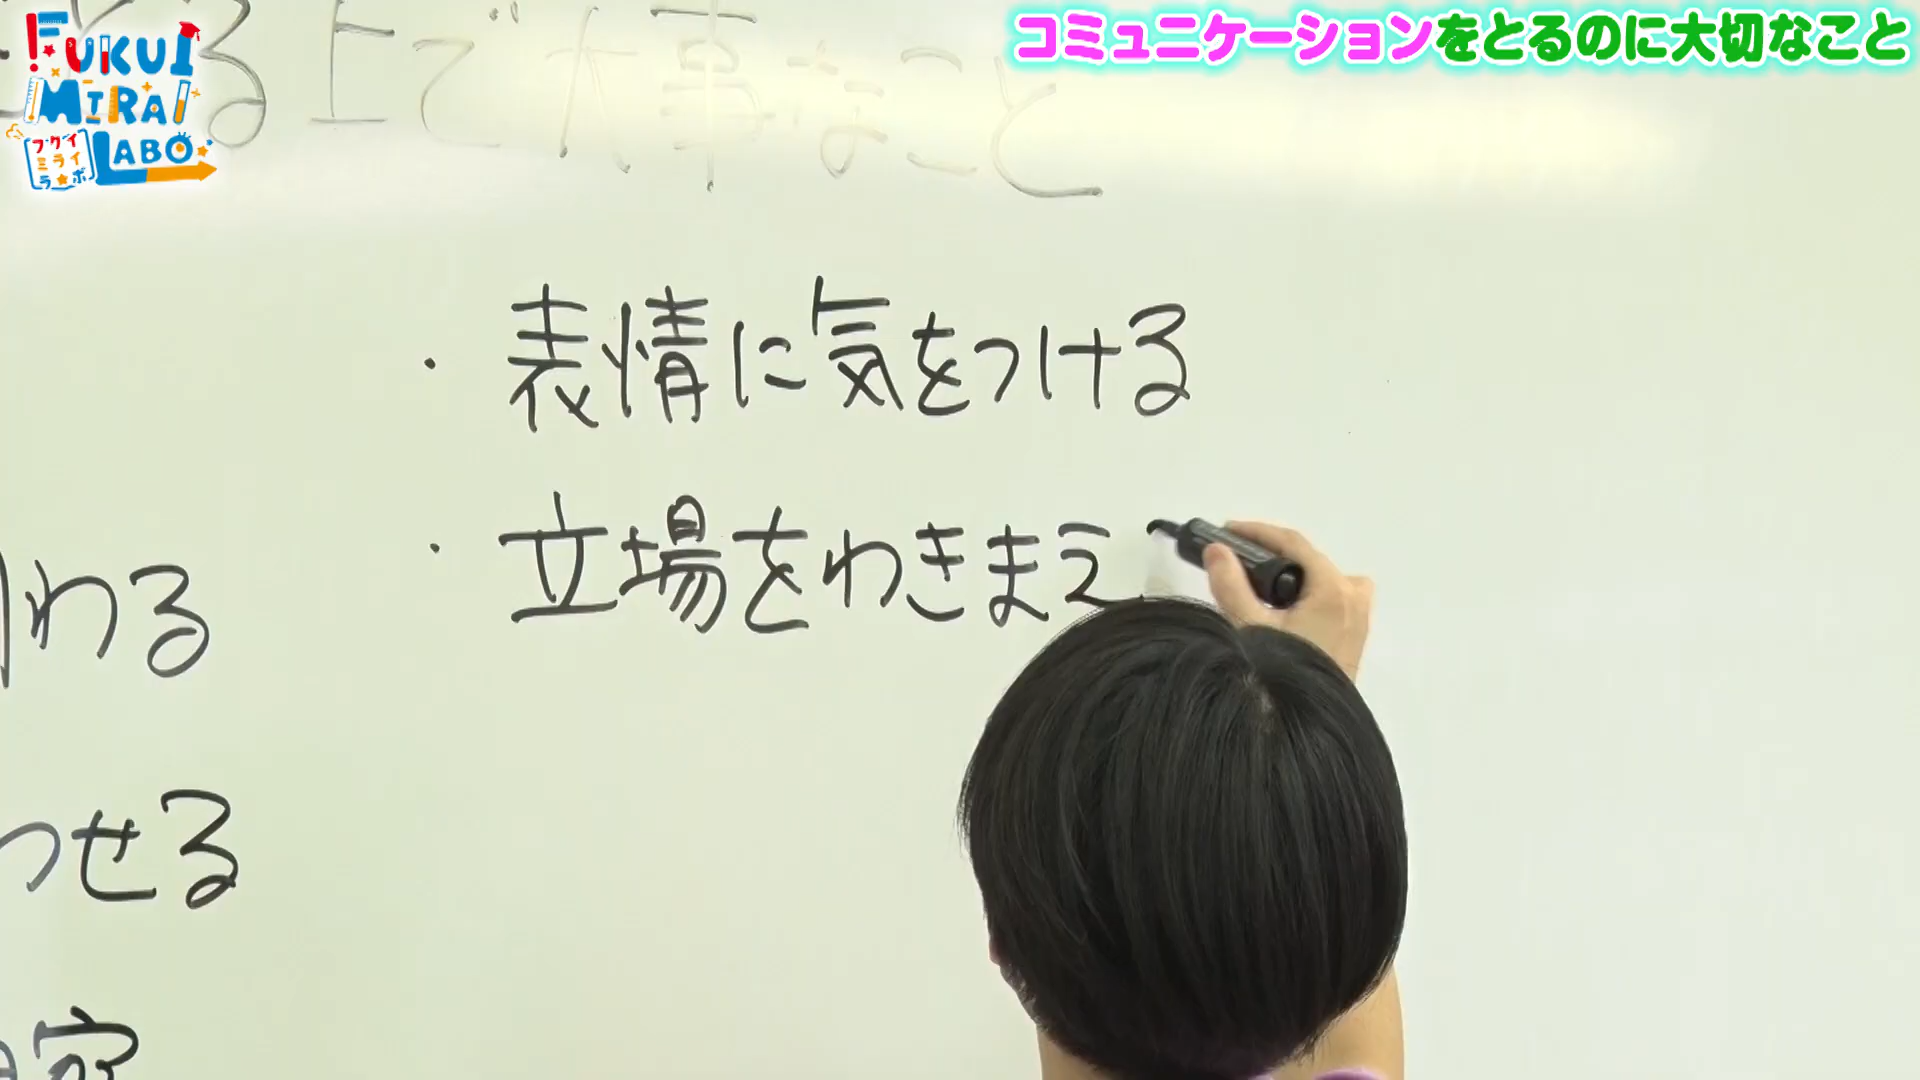 FUKUI
MIRAI
LABO
フクイ
ミライ
ラボ
コミュニケーションをとるのに大切なこと
とる上で大事なこと
・表情に気をつける
・立場をわきまえ
わる
つせる